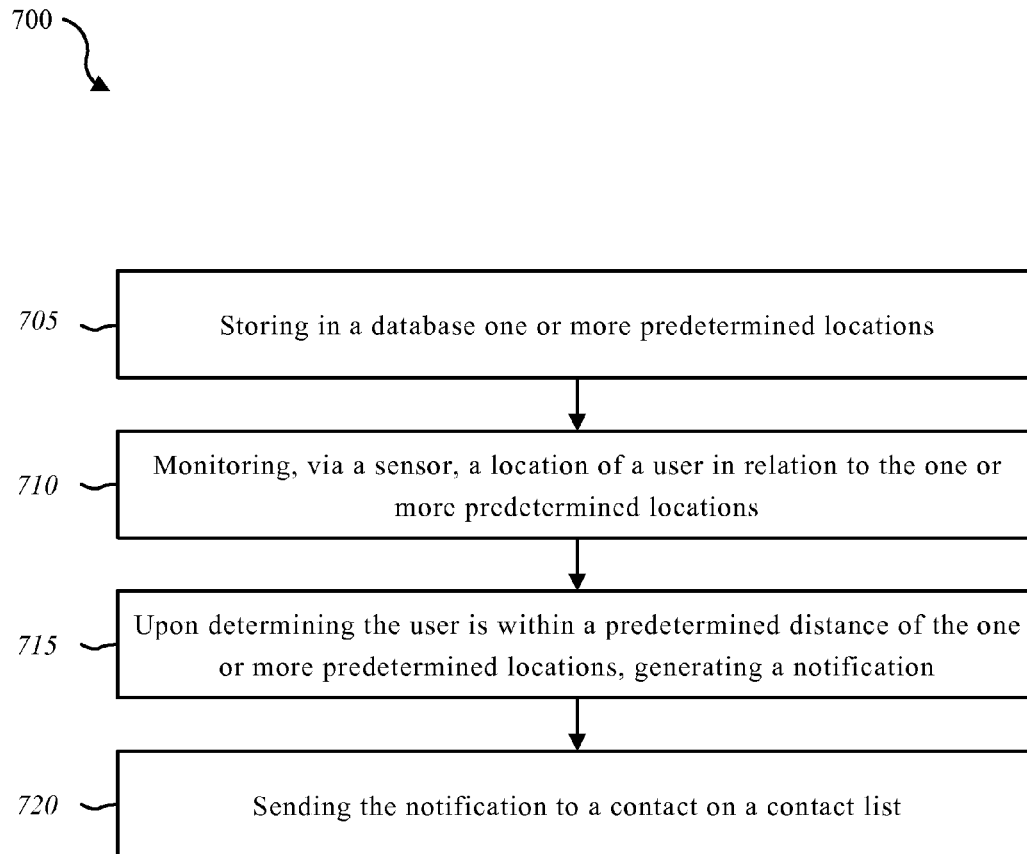 700
705
Storing in a database one or more predetermined locations
710
Monitoring, via a sensor, a location of a user in relation to the one or
more predetermined locations
715
Upon determining the user is within a predetermined distance of the one
or more predetermined locations, generating a notification
720
Sending the notification to a contact on a contact list